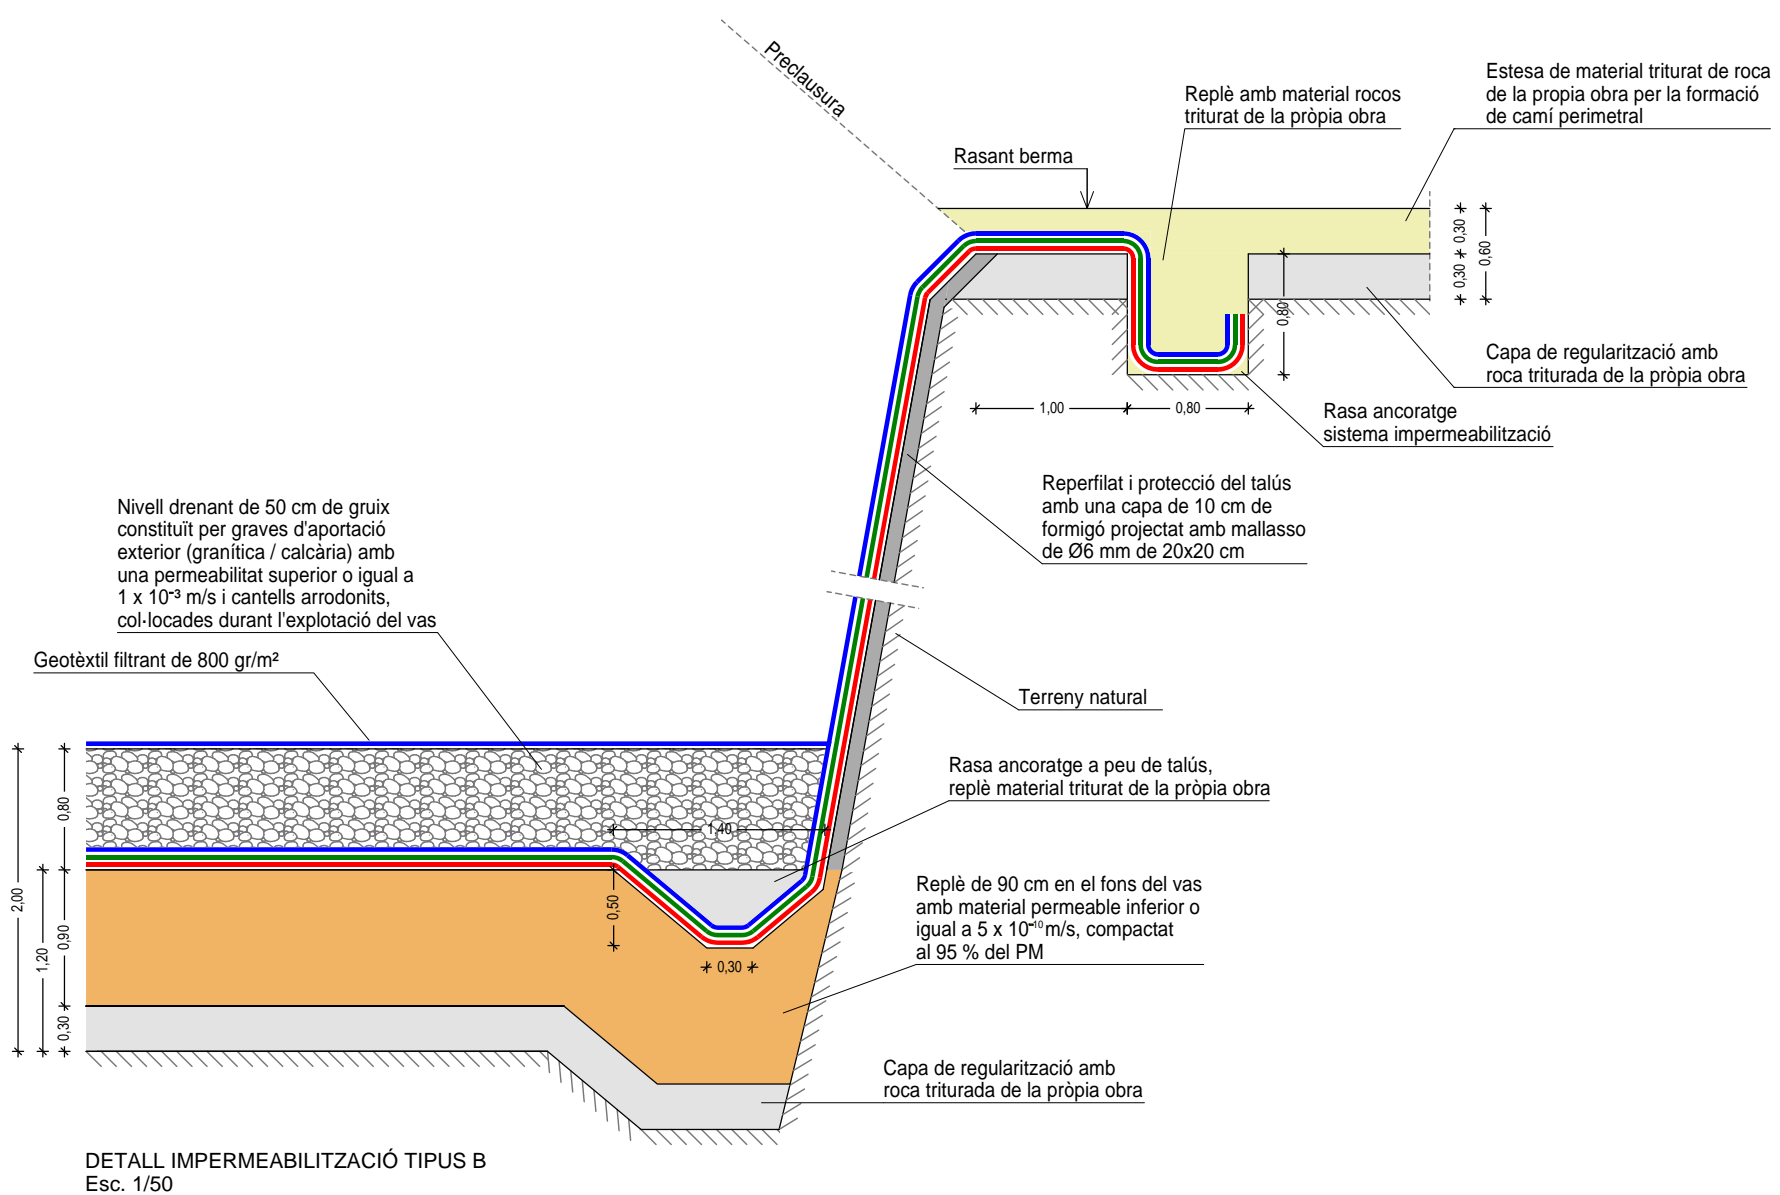 Preclausura
Estesa de material triturat de roca
de la propia obra per la formació
de camí perimetral
Replè amb material rocos
triturat de la pròpia obra
Rasant berma
0,30
0,30
0,60
0,80
Capa de regularització amb
roca triturada de la pròpia obra
1,00
0,80
Rasa ancoratge
sistema impermeabilització
Reperfilat i protecció del talús
amb una capa de 10 cm de
formigó projectat amb mallasso
de Ø6 mm de 20x20 cm
Nivell drenant de 50 cm de gruix
constituït per graves d'aportació
exterior (granítica / calcària) amb
una permeabilitat superior o igual a
1 x 10⁻³ m/s i cantells arrodonits,
col·locades durant l'explotació del vas
Geotèxtil filtrant de 800 gr/m²
Terreny natural
Rasa ancoratge a peu de talús,
replè material triturat de la pròpia obra
0,80
1,40
2,00
0,50
0,90
1,20
0,30
0,30
Replè de 90 cm en el fons del vas
amb material permeable inferior o
igual a 5 x 10⁻¹⁰ m/s, compactat
al 95 % del PM
Capa de regularització amb
roca triturada de la pròpia obra
DETALL IMPERMEABILITZACIÓ TIPUS B
Esc. 1/50